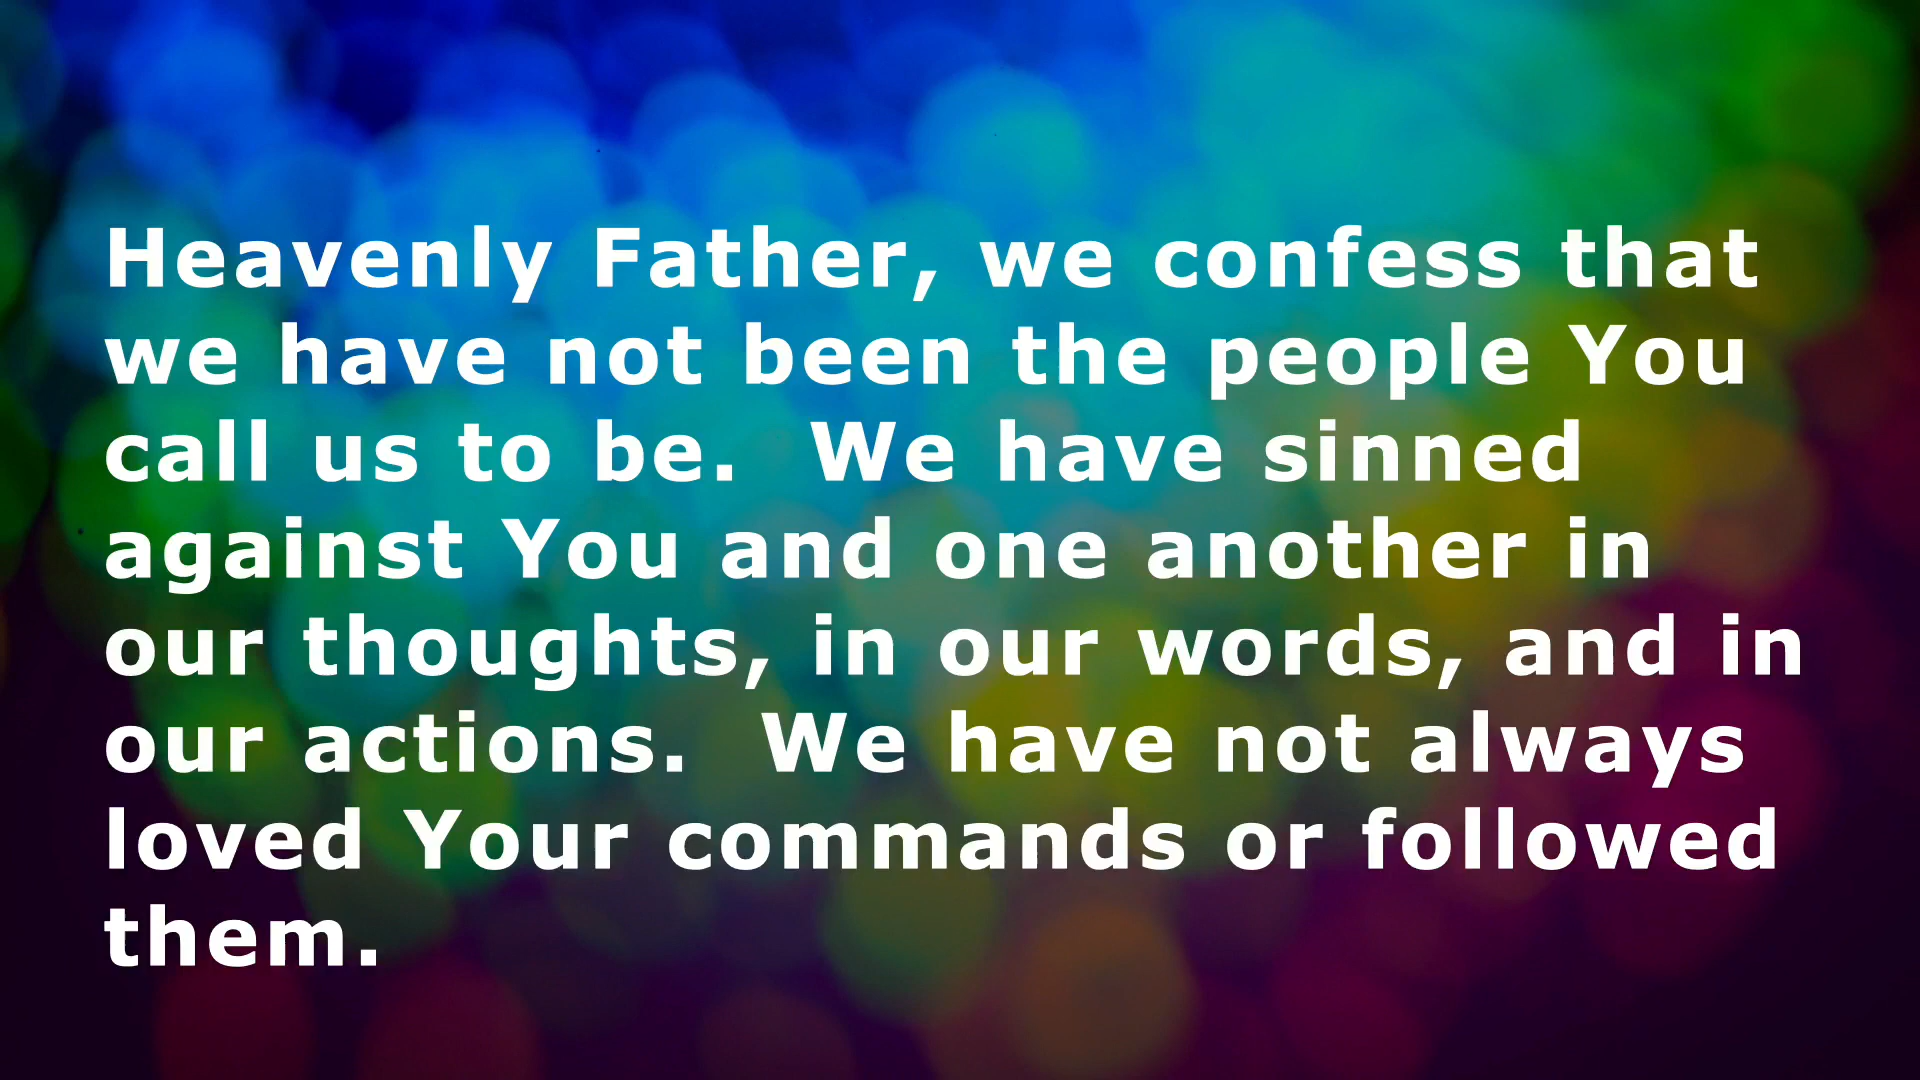 Heavenly Father, we confess that
we have not been the people You
call us to be.  We have sinned
against You and one another in
our thoughts, in our words, and in
our actions.  We have not always
loved Your commands or followed
them.